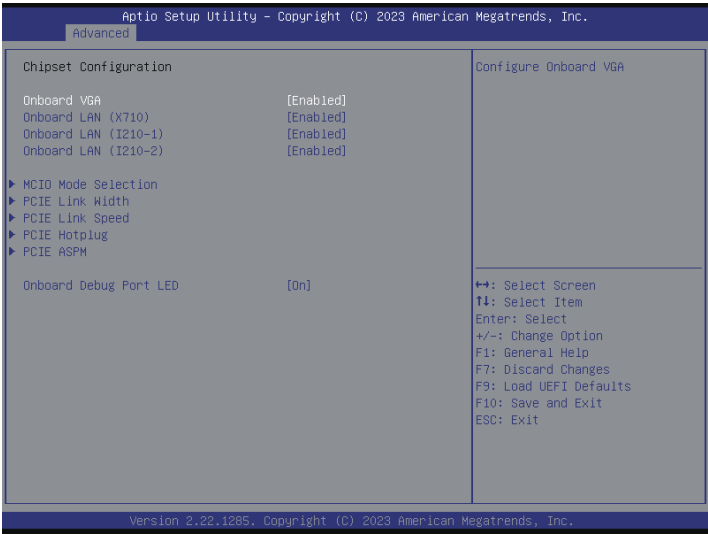 Aptio Setup Utility – Copyright (C) 2023 American Megatrends, Inc.
Advanced
Chipset Configuration
Onboard VGA [Enabled]
Onboard LAN (X710) [Enabled]
Onboard LAN (I210-1) [Enabled]
Onboard LAN (I210-2) [Enabled]
MCIO Mode Selection
PCIE Link Width
PCIE Link Speed
PCIE Hotplug
PCIE ASPM
Onboard Debug Port LED [On]
Configure Onboard VGA
↔: Select Screen
↑↓: Select Item
Enter: Select
+/-: Change Option
F1: General Help
F7: Discard Changes
F9: Load UEFI Defaults
F10: Save and Exit
ESC: Exit
Version 2.22.1285. Copyright (C) 2023 American Megatrends, Inc.